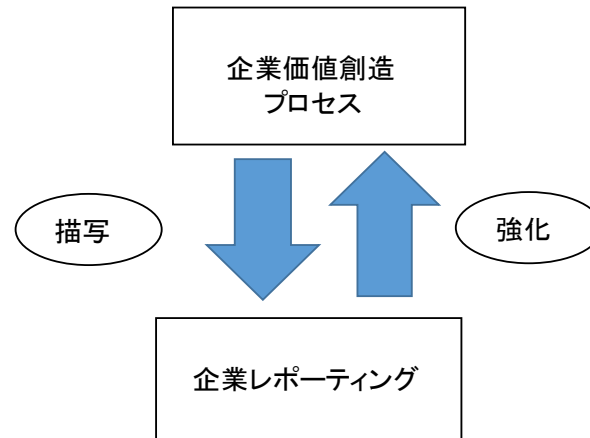 企業価値創造
プロセス
描写
強化
企業レポーティング